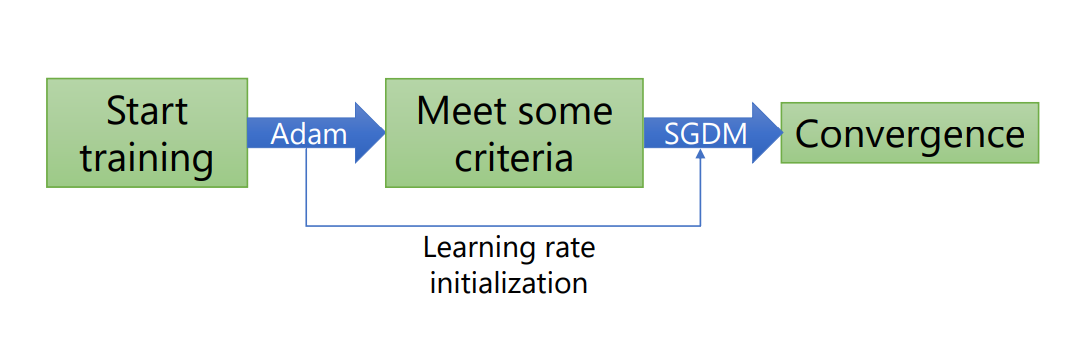 Start
training
Adam
Meet some
criteria
SGDM
Convergence
Learning rate
initialization